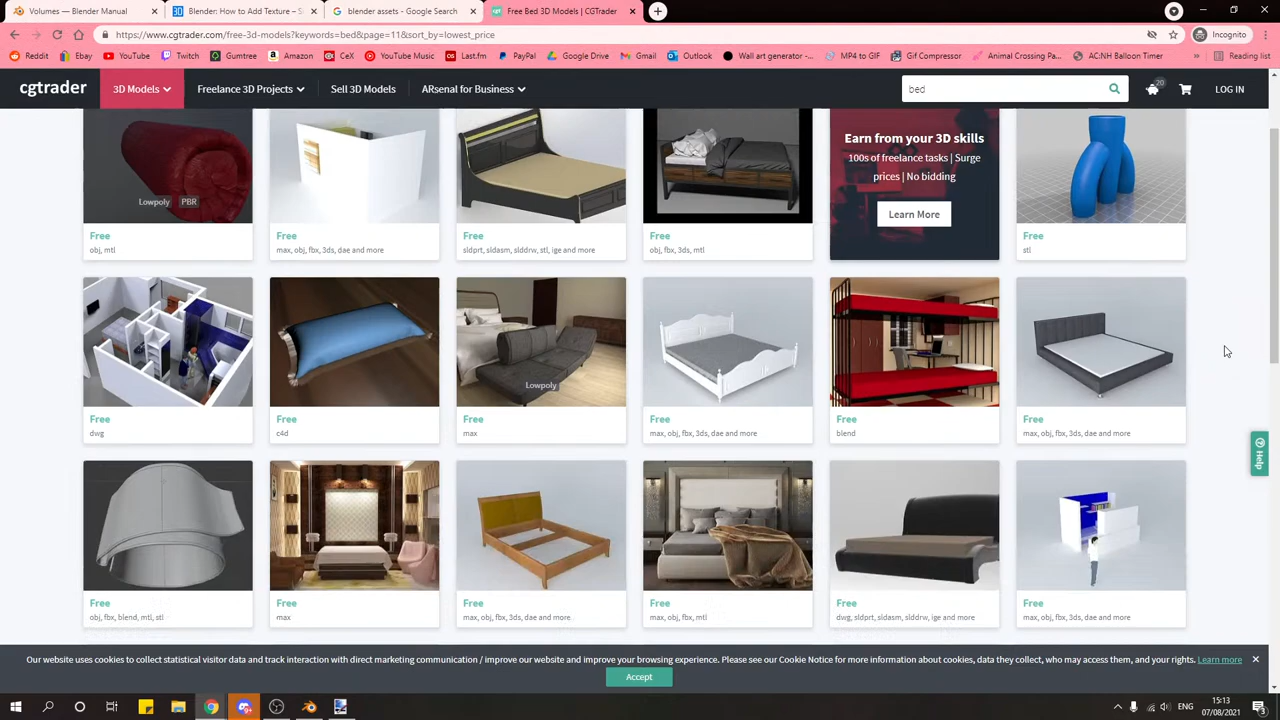 Volumes — Blender Manual
Blender: How to Add Texture – S
blender assets - Google Search
Free Bed 3D Models | CGTrader
cgtrader.com/free-3d-models?keywords=bed&page=11&sort_by=lowest_price
Incognito
Reddit
Ebay
YouTube
Twitch
Gumtree
Amazon
CeX
YouTube Music
Last.fm
PayPal
Google Drive
Gmail
Outlook
Wall art generator -...
MP4 to GIF
Gif Compressor
Animal Crossing Pa...
AC:NH Balloon Timer
Reading list
cgtrader
3D Models
Freelance 3D Projects
Sell 3D Models
ARsenal for Business
bed
20
LOG IN
Lowpoly PBR
Earn from your 3D skills
100s of freelance tasks | Surge
prices | No bidding
Learn More
Free
obj, mtl
Free
max, obj, fbx, 3ds, dae and more
Free
sldprt, sldasm, slddrw, stl, ige and more
Free
obj, fbx, 3ds, mtl
Free
stl
Lowpoly
Free
dwg
Free
c4d
Free
max
Free
max, obj, fbx, 3ds, dae and more
Free
blend
Free
max, obj, fbx, 3ds, dae and more
Help
Free
obj, fbx, blend, mtl, stl
Free
max
Free
max, obj, fbx, 3ds, dae and more
Free
max, obj, fbx, mtl
Free
dwg, sldprt, sldasm, slddrw, ige and more
Free
max, obj, fbx, 3ds, dae and more
Our website uses cookies to collect statistical visitor data and track interaction with direct marketing communication / improve our website and improve your browsing experience. Please see our Cookie Notice for more information about cookies, data they collect, who may access them, and your rights. Learn more
Accept
ENG
15:13
07/08/2021
3